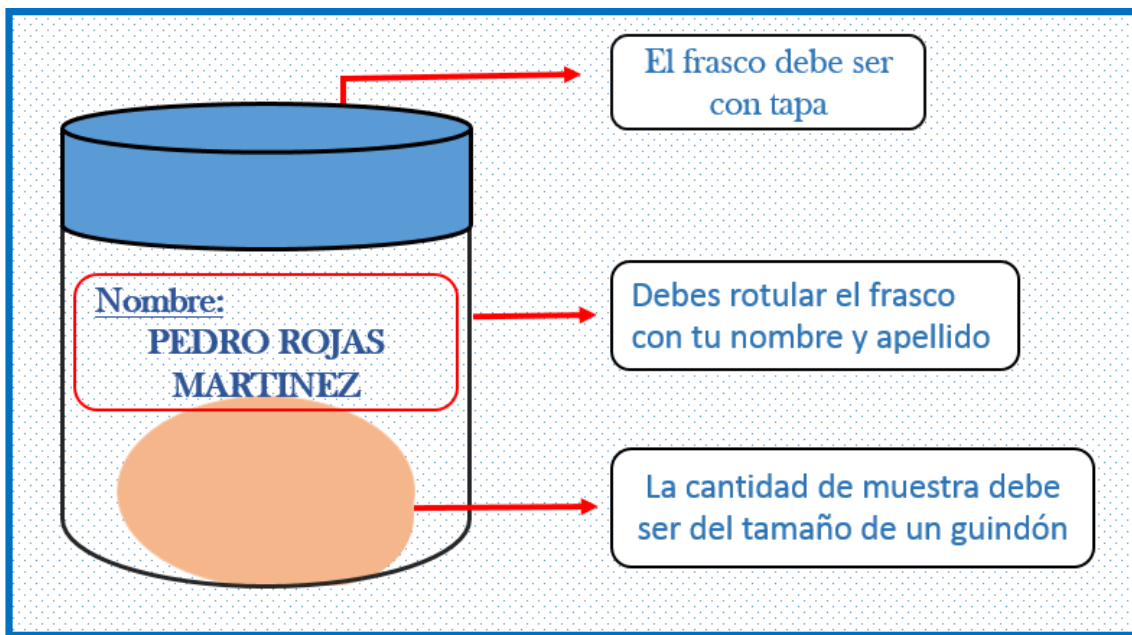 El frasco debe ser
con tapa
Nombre:
PEDRO ROJAS
MARTINEZ
Debes rotular el frasco
con tu nombre y apellido
La cantidad de muestra debe
ser del tamaño de un guindón